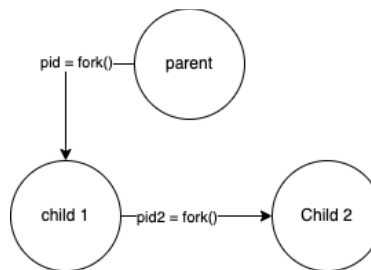 pid = fork()
parent
child 1
pid2 = fork()
Child 2